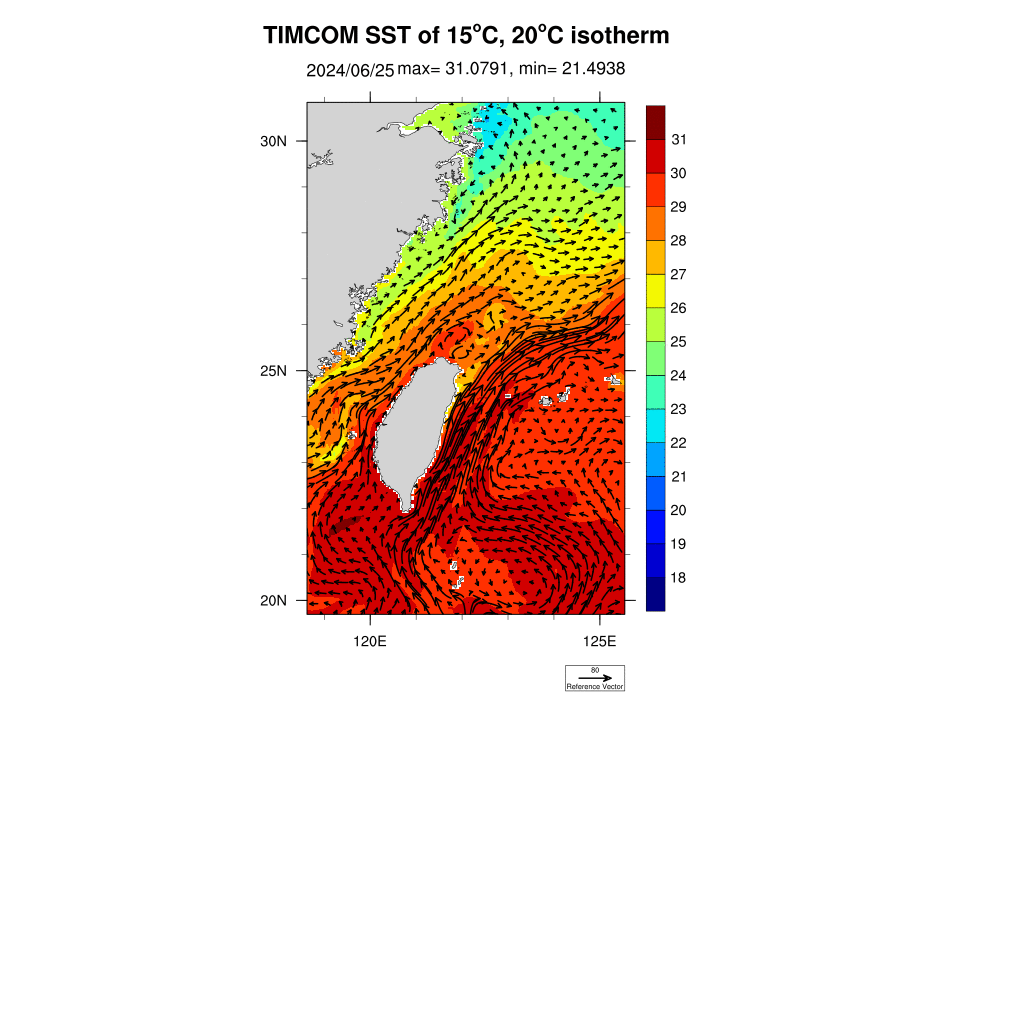 TIMCOM SST of 15°C, 20°C isotherm
2024/06/25 max= 31.0791, min= 21.4938
30N
25N
20N
120E
125E
31
30
29
28
27
26
25
24
23
22
21
20
19
18
80
Reference Vector